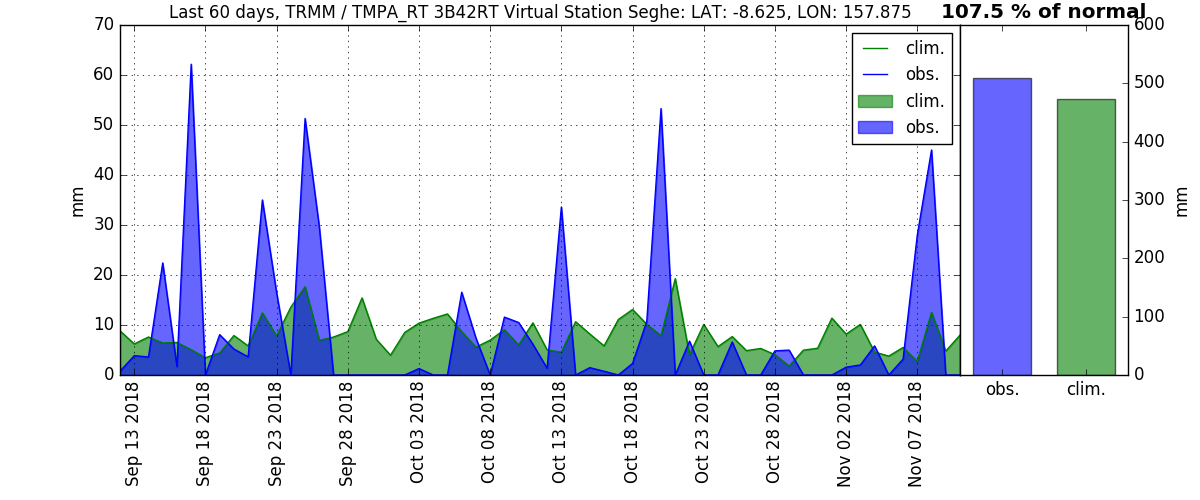 Last 60 days, TRMM / TMPA_RT 3B42RT Virtual Station Seghe: LAT: -8.625, LON: 157.875
107.5 % of normal
70
60
50
40
30
20
10
0
mm
clim.
obs.
clim.
obs.
Sep 13 2018
Sep 18 2018
Sep 23 2018
Sep 28 2018
Oct 03 2018
Oct 08 2018
Oct 13 2018
Oct 18 2018
Oct 23 2018
Oct 28 2018
Nov 02 2018
Nov 07 2018
600
500
400
300
200
100
0
mm
obs.
clim.